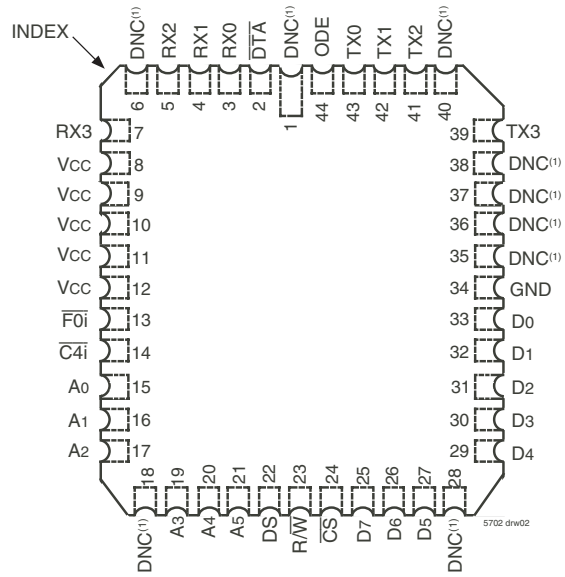 INDEX
DNC(1)
RX2
RX1
RX0
DTA
DNC(1)
ODE
TX0
TX1
TX2
DNC(1)
6
5
4
3
2
1
44
43
42
41
40
RX3 7
VCC 8
VCC 9
VCC 10
VCC 11
VCC 12
F0i 13
C4i 14
A0 15
A1 16
A2 17
39 TX3
38 DNC(1)
37 DNC(1)
36 DNC(1)
35 DNC(1)
34 GND
33 D0
32 D1
31 D2
30 D3
29 D4
18
19
20
21
22
23
24
25
26
27
28
DNC(1)
A3
A4
A5
DS
R/W
CS
D7
D6
D5
DNC(1)
5702 drw02